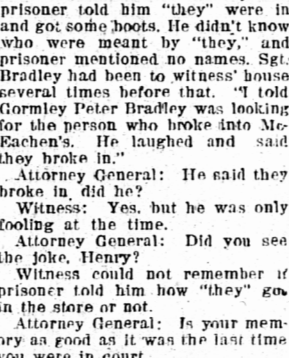 prisoner told him "they" were in
and got some boots. He didn't know
who were meant by "they," and
prisoner mentioned no names. Sgt.
Bradley had been to witness' house
several times before that. "I told
Gormley Peter Bradley was looking
for the person who broke into Mc-
Eachen's. He laughed and said
they broke in."
Attorney General: He said they
broke in, did he?
Witness: Yes, but he was only
fooling at the time.
Attorney General: Did you see
the joke, Henry?
Witness could not remember if
prisoner told him how "they" got
in the store or not.
Attorney General: Is your mem-
ory as good as it was the last time
you were in court